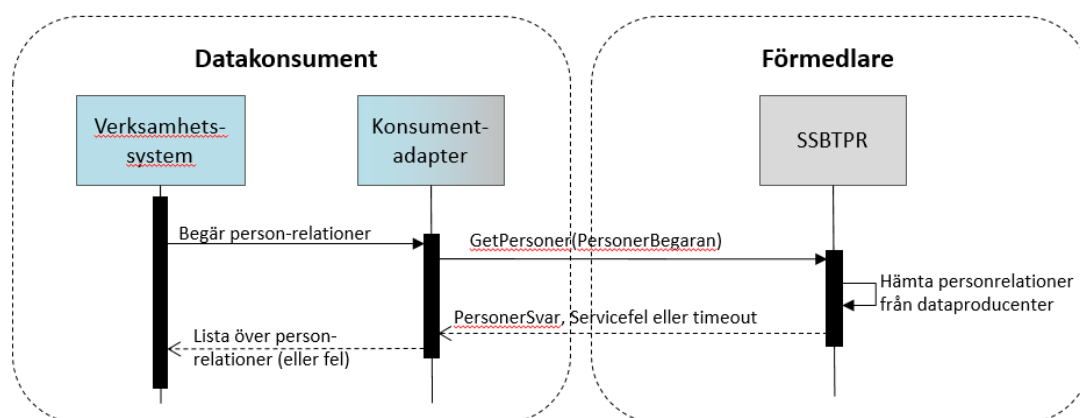 Datakonsument
Förmedlare
Verksamhets-
system
Konsument-
adapter
SSBTPR
Begär person-relationer
GetPersoner(PersonerBegaran)
Hämta personrelationer
från dataproducenter
PersonerSvar, Servicefel eller timeout
Lista över person-
relationer (eller fel)